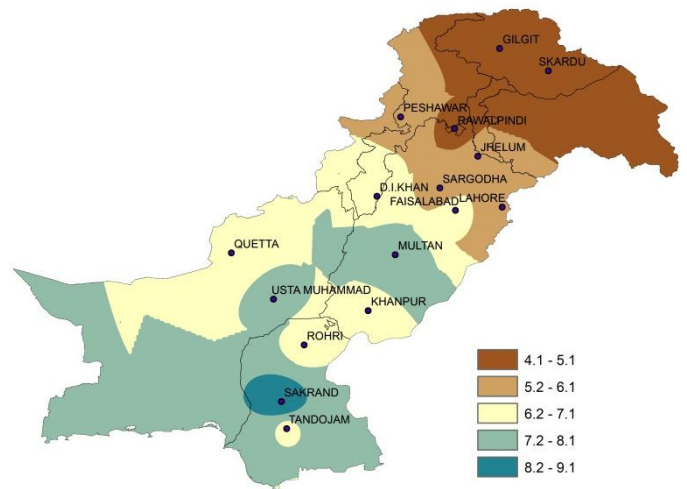 GILGIT
SKARDU
PESHAWAR
RAWALPINDI
JRELUM
SARGODHA
D.I.KHAN
FAISALABAD
LAHORE
QUETTA
MULTAN
USTA MUHAMMAD
KHANPUR
ROHRI
SAKRAND
TANDOJAM
4.1 - 5.1
5.2 - 6.1
6.2 - 7.1
7.2 - 8.1
8.2 - 9.1